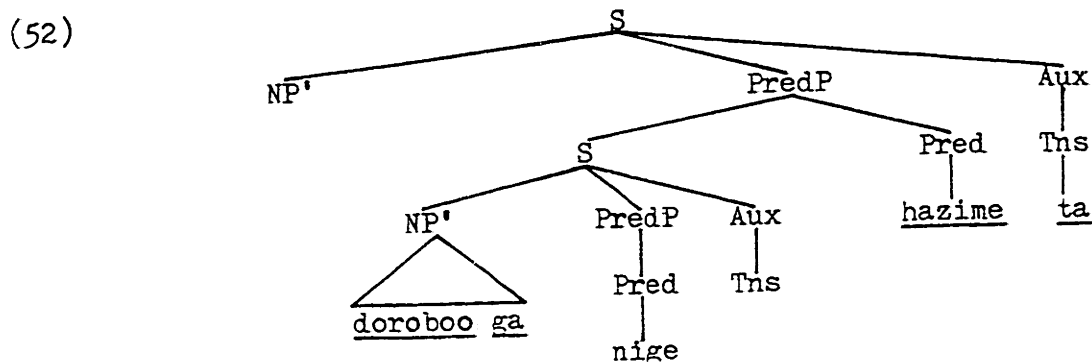 (52)
S
NP' PredP Aux
S Pred Tns
NP' PredP Aux hazime ta
Pred Tns
doroboo ga
nige